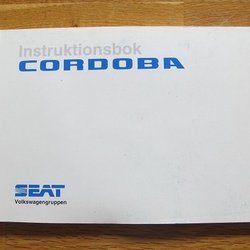 Instruktionsbok
CORDOBA
SEAT
Volkswagengruppen